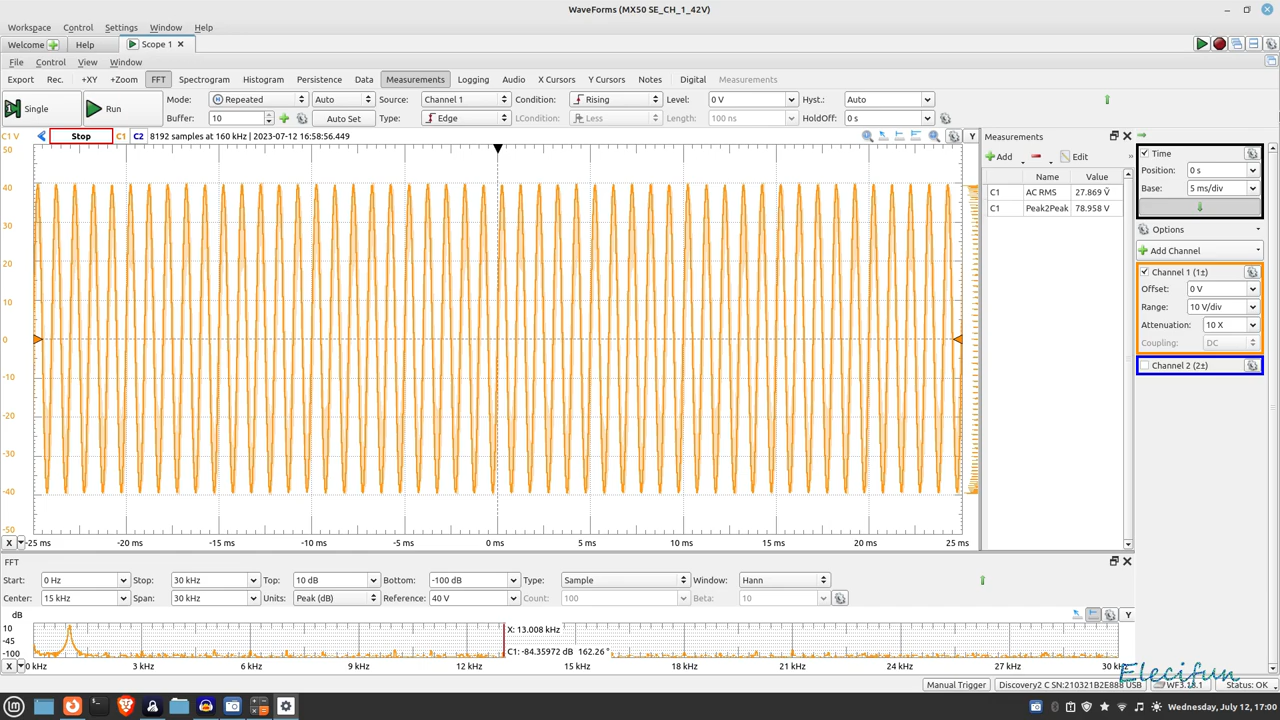 WaveForms (MX50 SE_CH_1_42V)
Workspace Control Settings Window Help
Welcome Help Scope 1
File Control View Window
Export Rec. +XY +Zoom FFT Spectrogram Histogram Persistence Data Measurements Logging Audio X Cursors Y Cursors Notes Digital Measurements
Single Run Mode: Repeated Auto Source: Channel 1 Condition: Rising Level: 0 V Hyst.: Auto
Buffer: 10 Auto Set Type: Edge LCondition: Less Length: 100 ns HoldOff: 0 s
C1 V Stop C1 C2 8192 samples at 160 kHz | 2023-07-12 16:58:56.449 Y
50
40
30
20
10
0
-10
-20
-30
-40
-50
X -25 ms -20 ms -15 ms -10 ms -5 ms 0 ms 5 ms 10 ms 15 ms 20 ms 25 ms
Measurements
Add Edit »
Name Value
C1 AC RMS 27.869 Ṽ
C1 Peak2Peak 78.958 V
Time
Position: 0 s
Base: 5 ms/div
Options
Add Channel
Channel 1 (1±)
Offset: 0 V
Range: 10 V/div
Attenuation: 10 X
Coupling: DC
Channel 2 (2±)
FFT
Start: 0 Hz Stop: 30 kHz Top: 10 dB Bottom: -100 dB Type: Sample Window: Hann
Center: 15 kHz Span: 30 kHz Units: Peak (dB) Reference: 40 V Count: 100 Beta: 10
dB Y
10
-45
-100
X: 13.008 kHz
C1: -84.35972 dB 162.26 °
X 0 kHz 3 kHz 6 kHz 9 kHz 12 kHz 15 kHz 18 kHz 21 kHz 24 kHz 27 kHz 30 k
Elecifun
Manual Trigger Discovery2 C SN:210321B2E888 USB WF3.18.1 Status: OK
Wednesday, July 12, 17:00